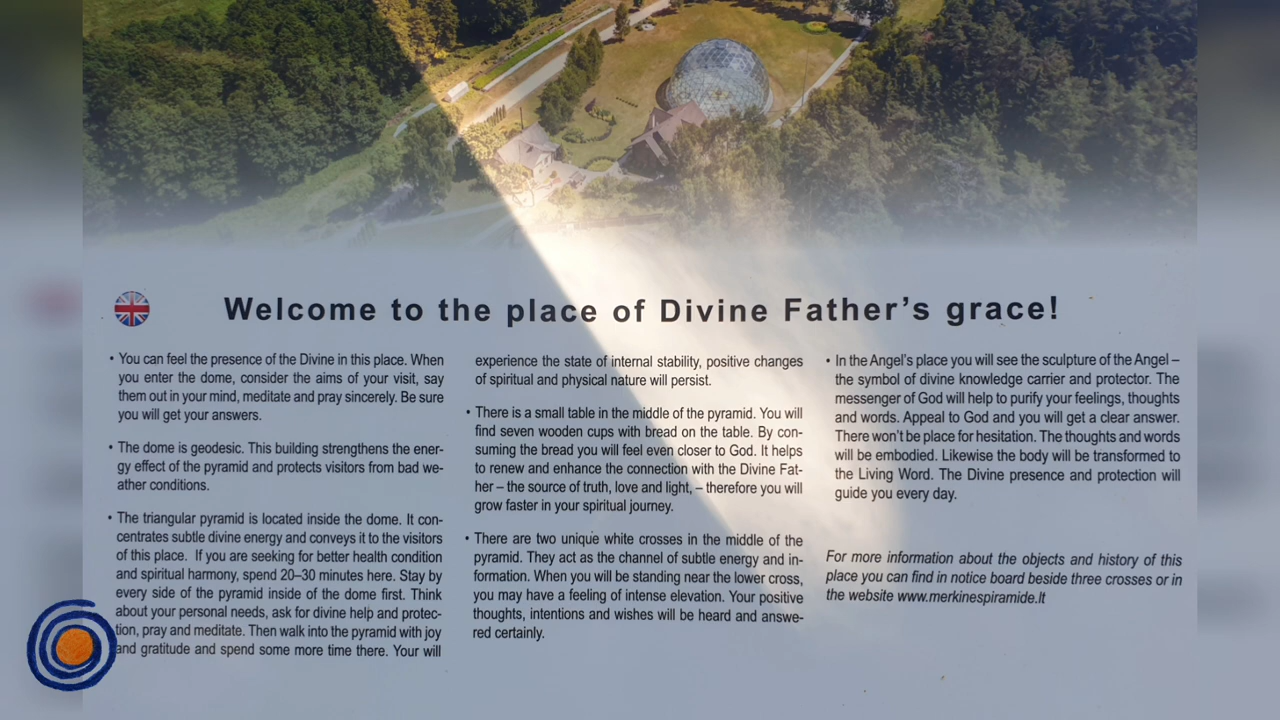 Welcome to the place of Divine Father's grace!
• You can feel the presence of the Divine in this place. When
you enter the dome, consider the aims of your visit, say
them out in your mind, meditate and pray sincerely. Be sure
you will get your answers.
• The dome is geodesic. This building strengthens the ener-
gy effect of the pyramid and protects visitors from bad we-
ather conditions.
• The triangular pyramid is located inside the dome. It con-
centrates subtle divine energy and conveys it to the visitors
of this place. If you are seeking for better health condition
and spiritual harmony, spend 20–30 minutes here. Stay by
every side of the pyramid inside of the dome first. Think
about your personal needs, ask for divine help and protec-
tion, pray and meditate. Then walk into the pyramid with joy
and gratitude and spend some more time there. Your will
experience the state of internal stability, positive changes
of spiritual and physical nature will persist.
• There is a small table in the middle of the pyramid. You will
find seven wooden cups with bread on the table. By con-
suming the bread you will feel even closer to God. It helps
to renew and enhance the connection with the Divine Fat-
her – the source of truth, love and light, – therefore you will
grow faster in your spiritual journey.
• There are two unique white crosses in the middle of the
pyramid. They act as the channel of subtle energy and in-
formation. When you will be standing near the lower cross,
you may have a feeling of intense elevation. Your positive
thoughts, intentions and wishes will be heard and answe-
red certainly.
• In the Angel's place you will see the sculpture of the Angel –
the symbol of divine knowledge carrier and protector. The
messenger of God will help to purify your feelings, thoughts
and words. Appeal to God and you will get a clear answer.
There won't be place for hesitation. The thoughts and words
will be embodied. Likewise the body will be transformed to
the Living Word. The Divine presence and protection will
guide you every day.
For more information about the objects and history of this
place you can find in notice board beside three crosses or in
the website www.merkinespiramide.lt